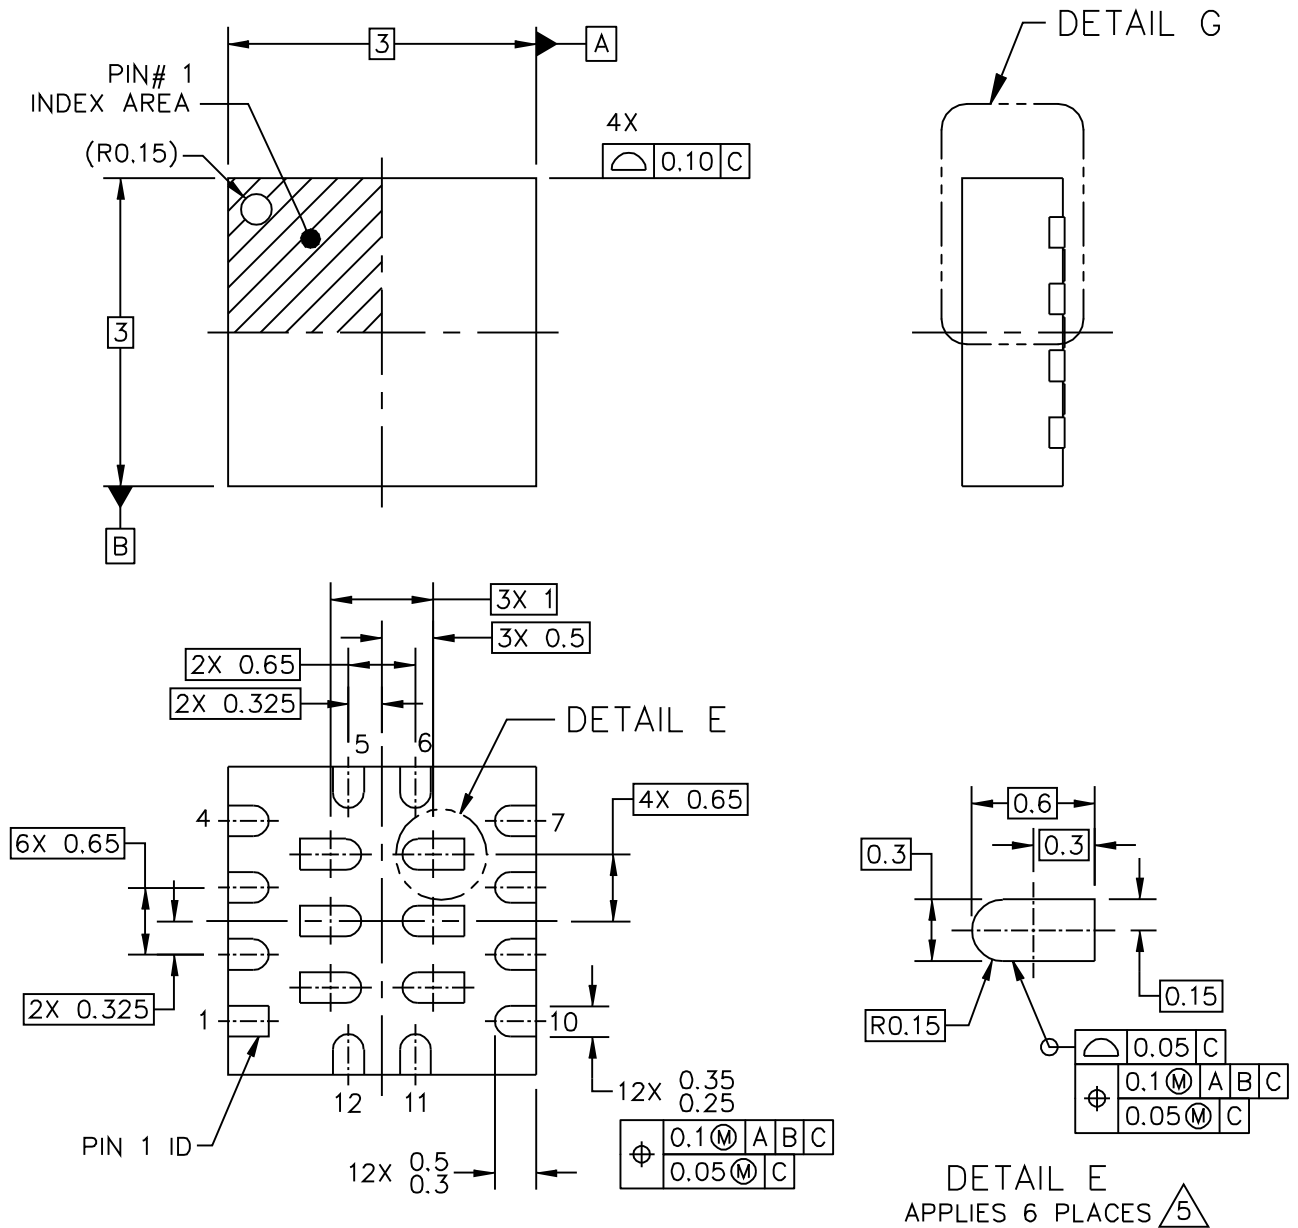 DETAIL G
3
A
PIN# 1
INDEX AREA
(R0.15)
4X
0.10 C
3
B
3X 1
3X 0.5
2X 0.65
2X 0.325
DETAIL E
5
6
4X 0.65
4
7
6X 0.65
2X 0.325
1
10
12
11
12X 0.35
0.25
0.1 Ⓜ A B C
0.05 Ⓜ C
PIN 1 ID
12X 0.5
0.3
0.6
0.3
0.3
0.15
R0.15
0.05 C
0.1 Ⓜ A B C
0.05 Ⓜ C
DETAIL E
APPLIES 6 PLACES 5